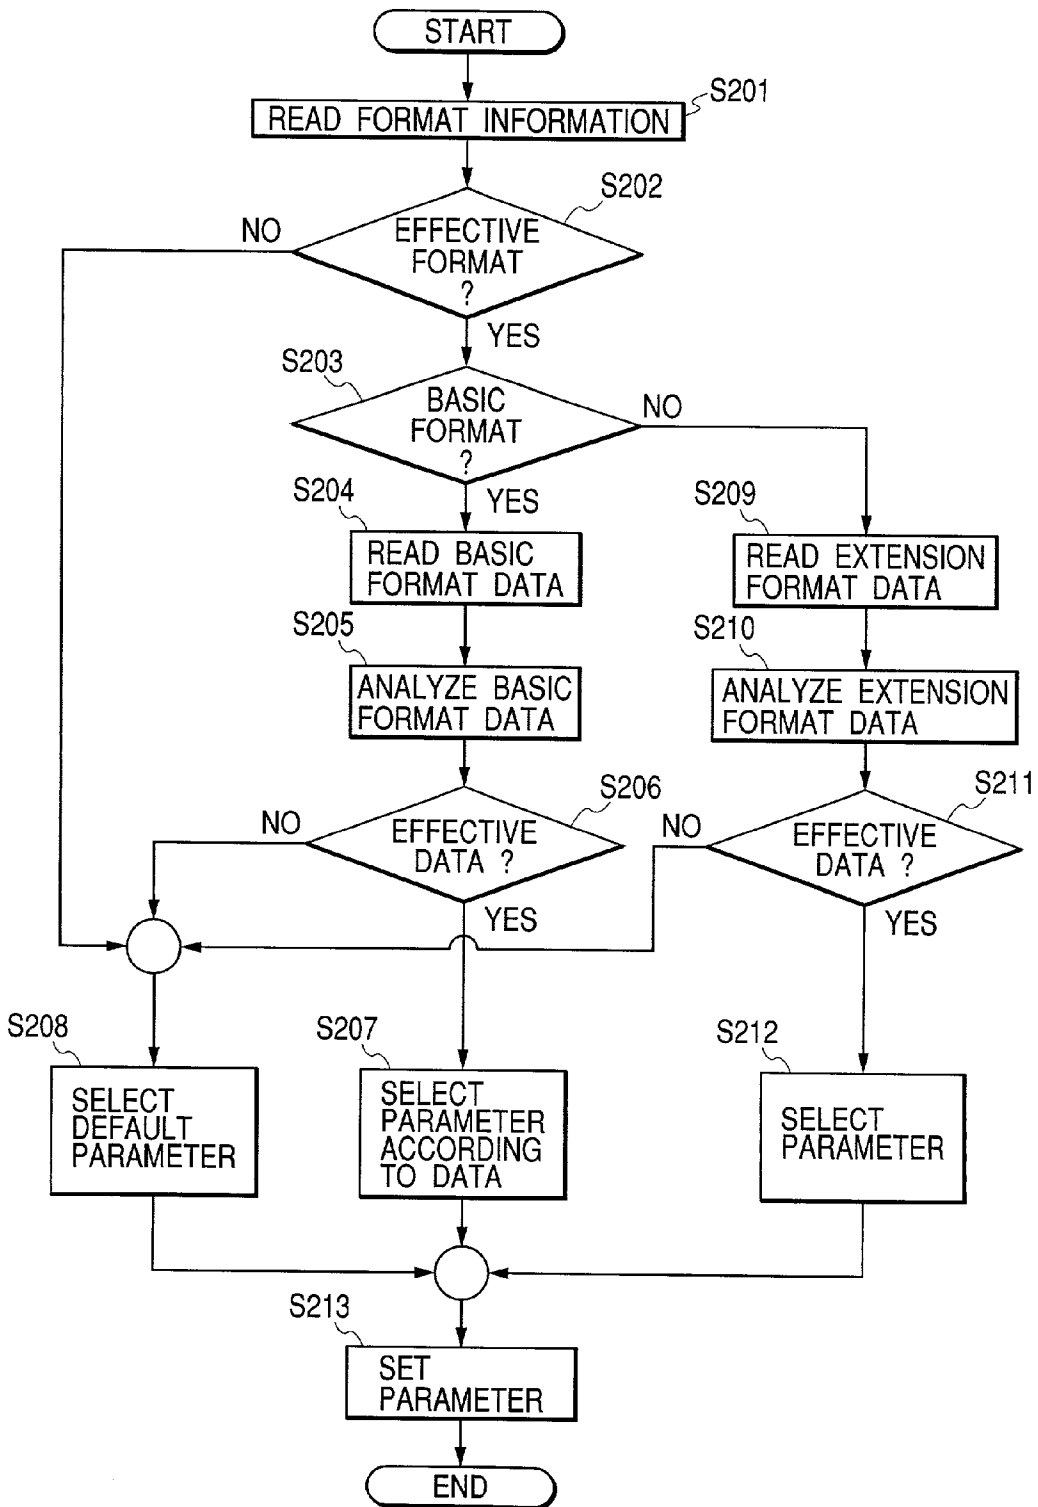 START
S201
READ FORMAT INFORMATION
S202
NO
EFFECTIVE
FORMAT
?
YES
S203
BASIC
FORMAT
?
NO
YES
S204
READ BASIC
FORMAT DATA
S209
READ EXTENSION
FORMAT DATA
S205
ANALYZE BASIC
FORMAT DATA
S210
ANALYZE EXTENSION
FORMAT DATA
S206
NO
EFFECTIVE
DATA ?
YES
S211
NO
EFFECTIVE
DATA ?
YES
S208
SELECT
DEFAULT
PARAMETER
S207
SELECT
PARAMETER
ACCORDING
TO DATA
S212
SELECT
PARAMETER
S213
SET
PARAMETER
END